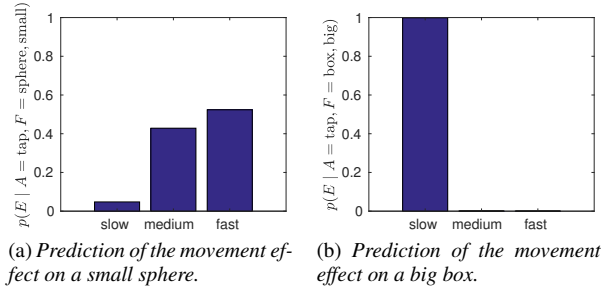 p(E | A = tap, F = sphere, small)
1
0.8
0.6
0.4
0.2
0
slow medium fast
(a) Prediction of the movement ef-
fect on a small sphere.
p(E | A = tap, F = box, big)
1
0.8
0.6
0.4
0.2
0
slow medium fast
(b) Prediction of the movement
effect on a big box.